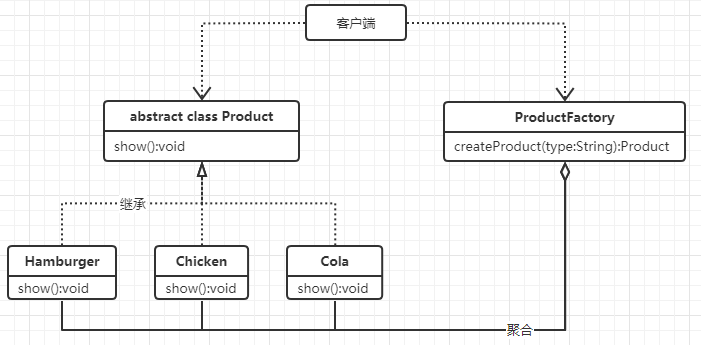 客户端
abstract class Product
show():void
ProductFactory
createProduct(type:String):Product
继承
Hamburger
show():void
Chicken
show():void
Cola
show():void
聚合